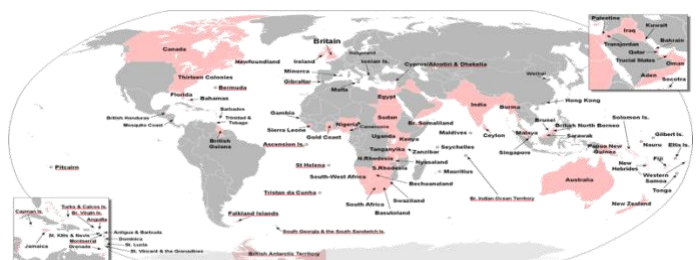 Canada
Newfoundland
Thirteen Colonies
Bermuda
Florida
Bahamas
British Honduras
Mosquito Coast
Barbados
Trinidad &
Tobago
British
Guiana
Pitcairn
Britain
Ireland
Heligoland
Minorca
Ionian Is.
Gibraltar
Malta
Cyprus/Akrotiri & Dhekelia
Egypt
Sudan
Gambia
Sierra Leone
Gold Coast
Nigeria
Cameroons
Br. Somaliland
Uganda
Kenya
Tanganyika
Zanzibar
Ascension Is.
St Helena
N.Rhodesia
S.Rhodesia
Nyasaland
South-West Africa
Bechuanaland
Swaziland
South Africa
Basutoland
Tristan da Cunha
Falkland Islands
South Georgia & the South Sandwich Is.
British Antarctic Territory
Maldives
Seychelles
Mauritius
Br. Indian Ocean Territory
India
Burma
Ceylon
Weihai
Hong Kong
Brunei
British North Borneo
Malaya
Sarawak
Singapore
Papua New
Guinea
Solomon Is.
Nauru
Gilbert Is.
Ellis Is.
New
Hebrides
Fiji
Western
Samoa
Tonga
Australia
New Zealand
Palestine
Kuwait
Iraq
Transjordan
Bahrain
Qatar
Trucial States
Oman
Aden
Socotra
Turks & Caicos Is.
Cayman Is.
Br. Virgin Is.
Anguilla
St. Kitts & Nevis
Antigua & Barbuda
Montserrat
Dominica
Jamaica
Grenada
St. Lucia
St. Vincent & the Grenadines